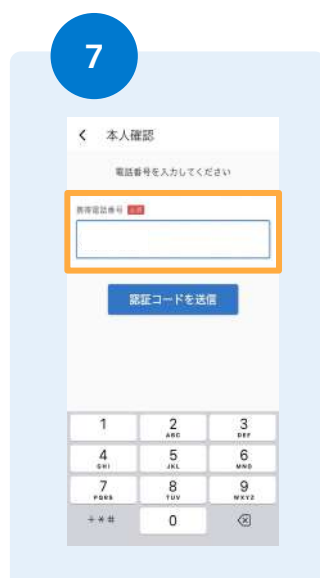 7
本人確認
電話番号を入力してください
携帯電話番号 必須
認証コードを送信
1 2 3
ABC DEF
4 5 6
GHI JKL MNO
7 8 9
PQRS TUV WXYZ
+*# 0